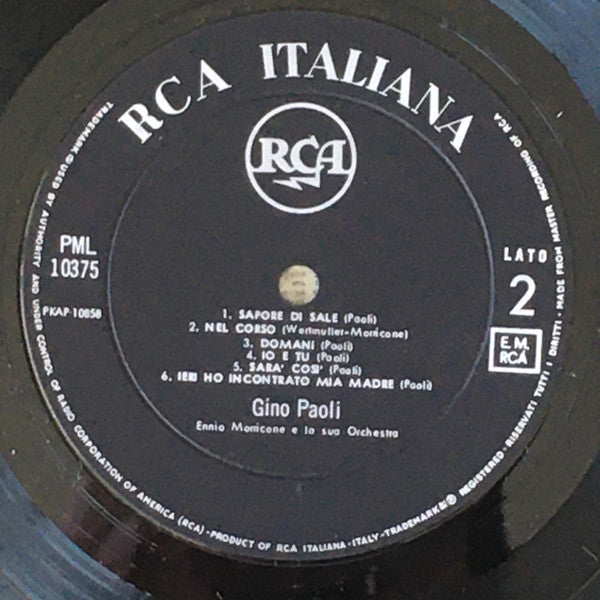 RCA ITALIANA
RCA
PML
10375
PKAP-10858
LATO
2
E.M.
RCA
1. SAPORE DI SALE (Paoli)
2. NEL CORSO (Wertmuller-Morricone)
3. DOMANI (Paoli)
4. IO E TU (Paoli)
5. SARA' COSI' (Paoli)
6. IERI HO INCONTRATO MIA MADRE (Paoli)
Gino Paoli
Ennio Morricone e la sua Orchestra
TRADEMARK ® USED BY AUTHORITY AND UNDER CONTROL OF RADIO CORPORATION OF AMERICA (RCA) - PRODUCT OF RCA ITALIANA - ITALY - TRADEMARK ® REGISTERED - RISERVATI TUTTI I DIRITTI - MADE FROM MASTER RECORDING OF RCA